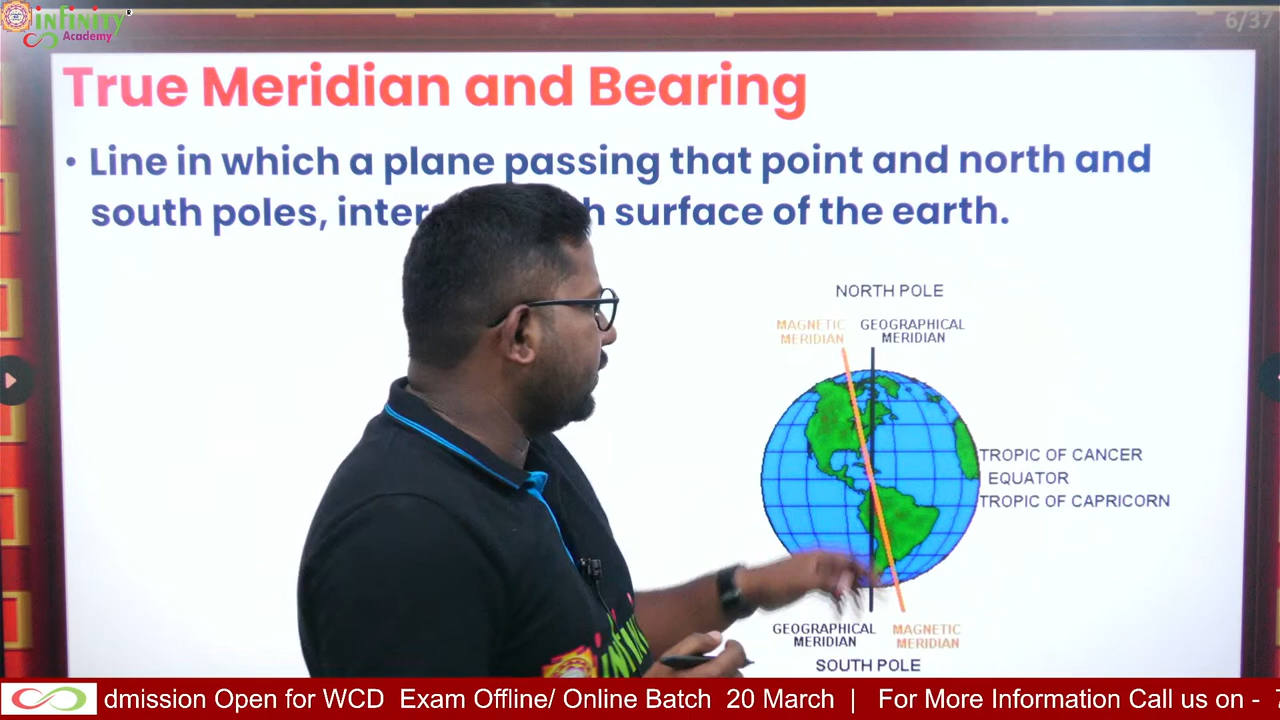 infinity
Academy
6/37
True Meridian and Bearing
• Line in which a plane passing that point and north and
south poles, inter h surface of the earth.
NORTH POLE
MAGNETIC MERIDIAN
GEOGRAPHICAL MERIDIAN
TROPIC OF CANCER
EQUATOR
TROPIC OF CAPRICORN
GEOGRAPHICAL MERIDIAN
MAGNETIC MERIDIAN
SOUTH POLE
dmission Open for WCD Exam Offline/ Online Batch 20 March | For More Information Call us on -